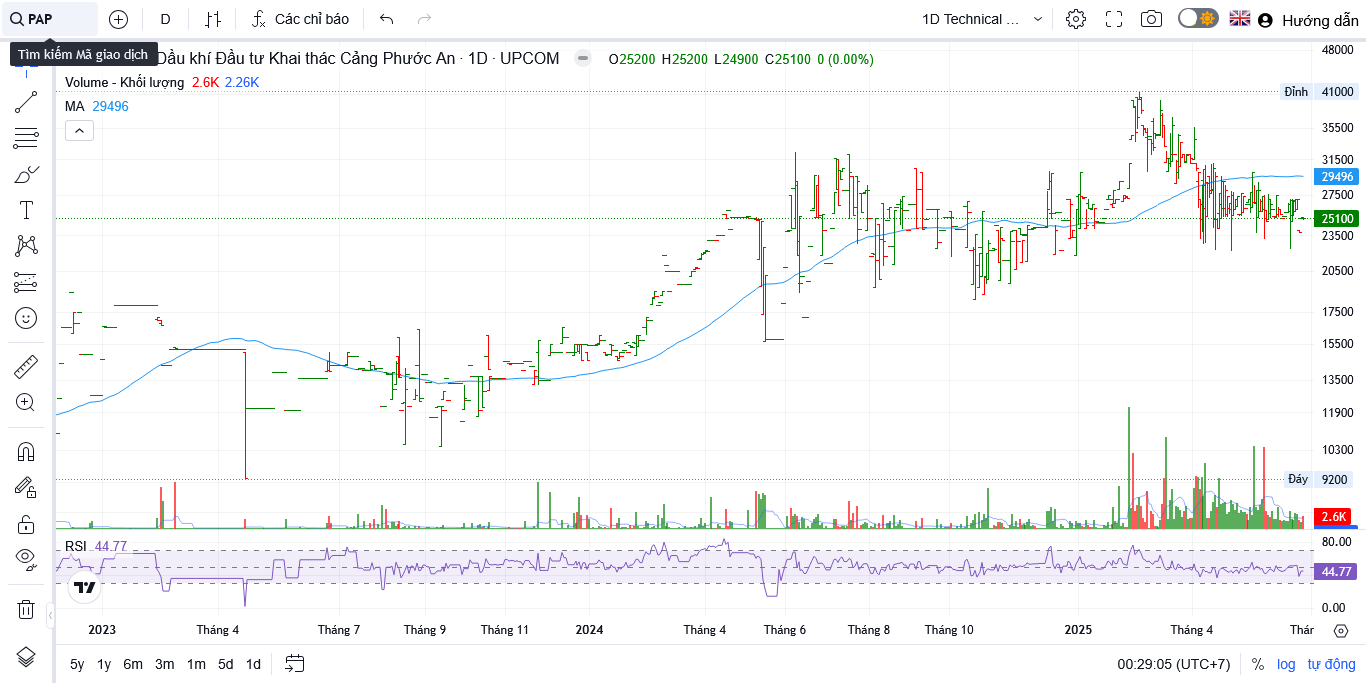 PAP
D
Các chỉ báo
1D Technical ...
Hướng dẫn
Tìm kiếm Mã giao dịch
Dầu khí Đầu tư Khai thác Cảng Phước An · 1D · UPCOM
O25200 H25200 L24900 C25100 0 (0.00%)
Volume - Khối lượng 2.6K 2.26K
MA 29496
48000
Đỉnh 41000
35500
31500
29496
27500
25100
23500
20500
17500
15500
13500
11900
10300
Đáy 9200
2.6K
RSI 44.77
80.00
44.77
0.00
2023 Tháng 4 Tháng 7 Tháng 9 Tháng 11 2024 Tháng 4 Tháng 6 Tháng 8 Tháng 10 2025 Tháng 4 Thár
5y 1y 6m 3m 1m 5d 1d
00:29:05 (UTC+7) % log tự động